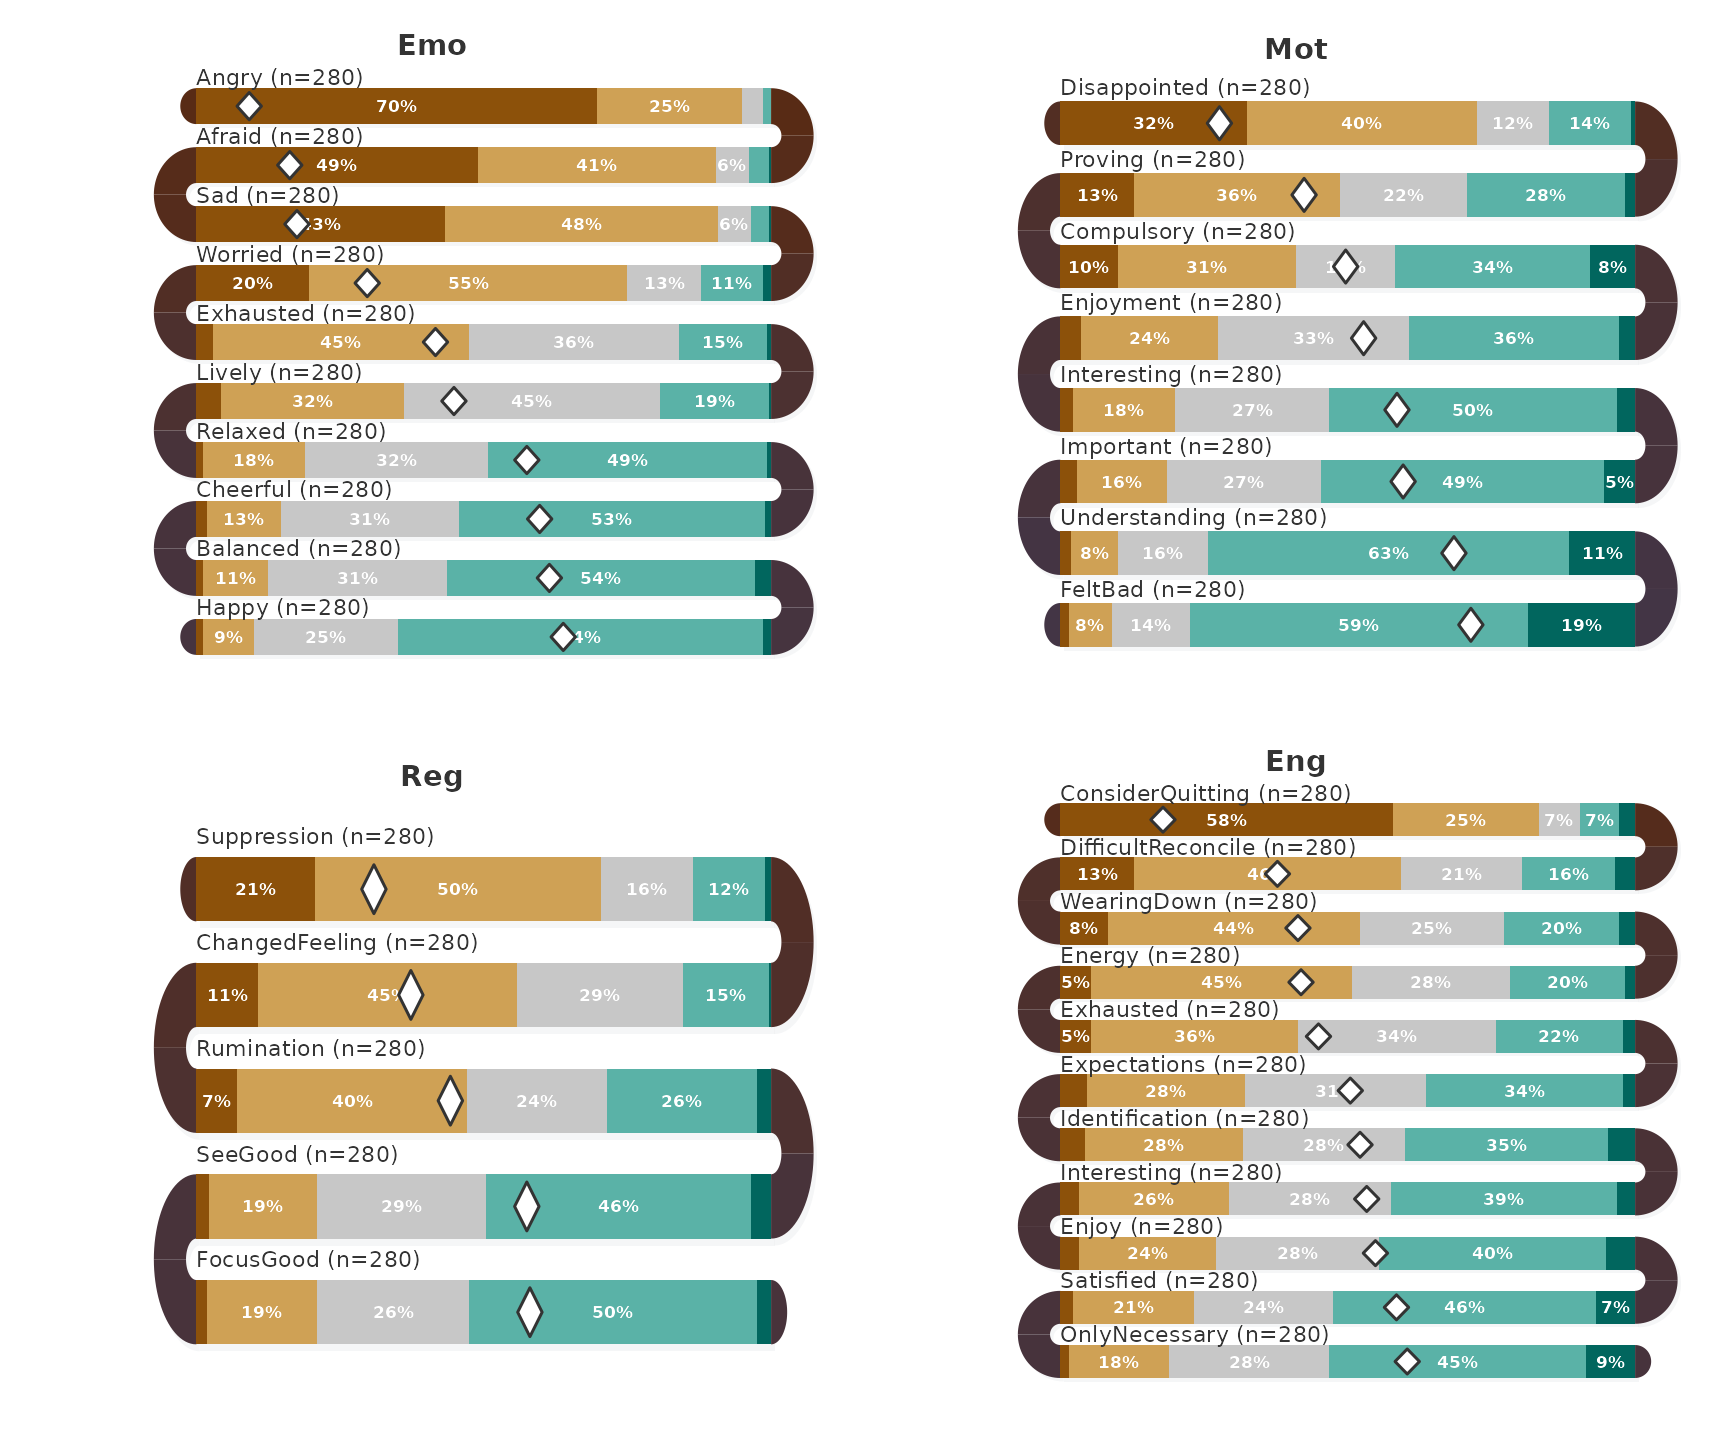 Emo
Angry (n=280)
70% 25%
Afraid (n=280)
49% 41% 6%
Sad (n=280)
48% 6%
Worried (n=280)
20% 55% 13% 11%
Exhausted (n=280)
45% 36% 15%
Lively (n=280)
32% 45% 19%
Relaxed (n=280)
18% 32% 49%
Cheerful (n=280)
13% 31% 53%
Balanced (n=280)
11% 31% 54%
Happy (n=280)
9% 25%
Mot
Disappointed (n=280)
32% 40% 12% 14%
Proving (n=280)
13% 36% 22% 28%
Compulsory (n=280)
10% 31% 34% 8%
Enjoyment (n=280)
24% 33% 36%
Interesting (n=280)
18% 27% 50%
Important (n=280)
16% 27% 49% 5%
Understanding (n=280)
8% 16% 63% 11%
FeltBad (n=280)
8% 14% 59% 19%
Reg
Suppression (n=280)
21% 50% 16% 12%
ChangedFeeling (n=280)
11% 45% 29% 15%
Rumination (n=280)
7% 40% 24% 26%
SeeGood (n=280)
19% 29% 46%
FocusGood (n=280)
19% 26% 50%
Eng
ConsiderQuitting (n=280)
58% 25% 7% 7%
DifficultReconcile (n=280)
13% 21% 16%
WearingDown (n=280)
8% 44% 25% 20%
Energy (n=280)
5% 45% 28% 20%
Exhausted (n=280)
5% 36% 34% 22%
Expectations (n=280)
28% 31% 34%
Identification (n=280)
28% 28% 35%
Interesting (n=280)
26% 28% 39%
Enjoy (n=280)
24% 28% 40%
Satisfied (n=280)
21% 24% 46% 7%
OnlyNecessary (n=280)
18% 28% 45% 9%